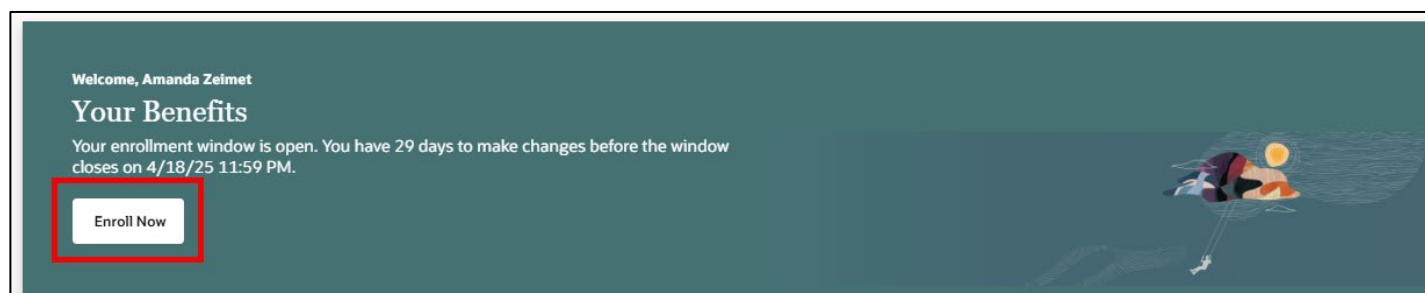 Welcome, Amanda Zeimet
Your Benefits
Your enrollment window is open. You have 29 days to make changes before the window
closes on 4/18/25 11:59 PM.
Enroll Now